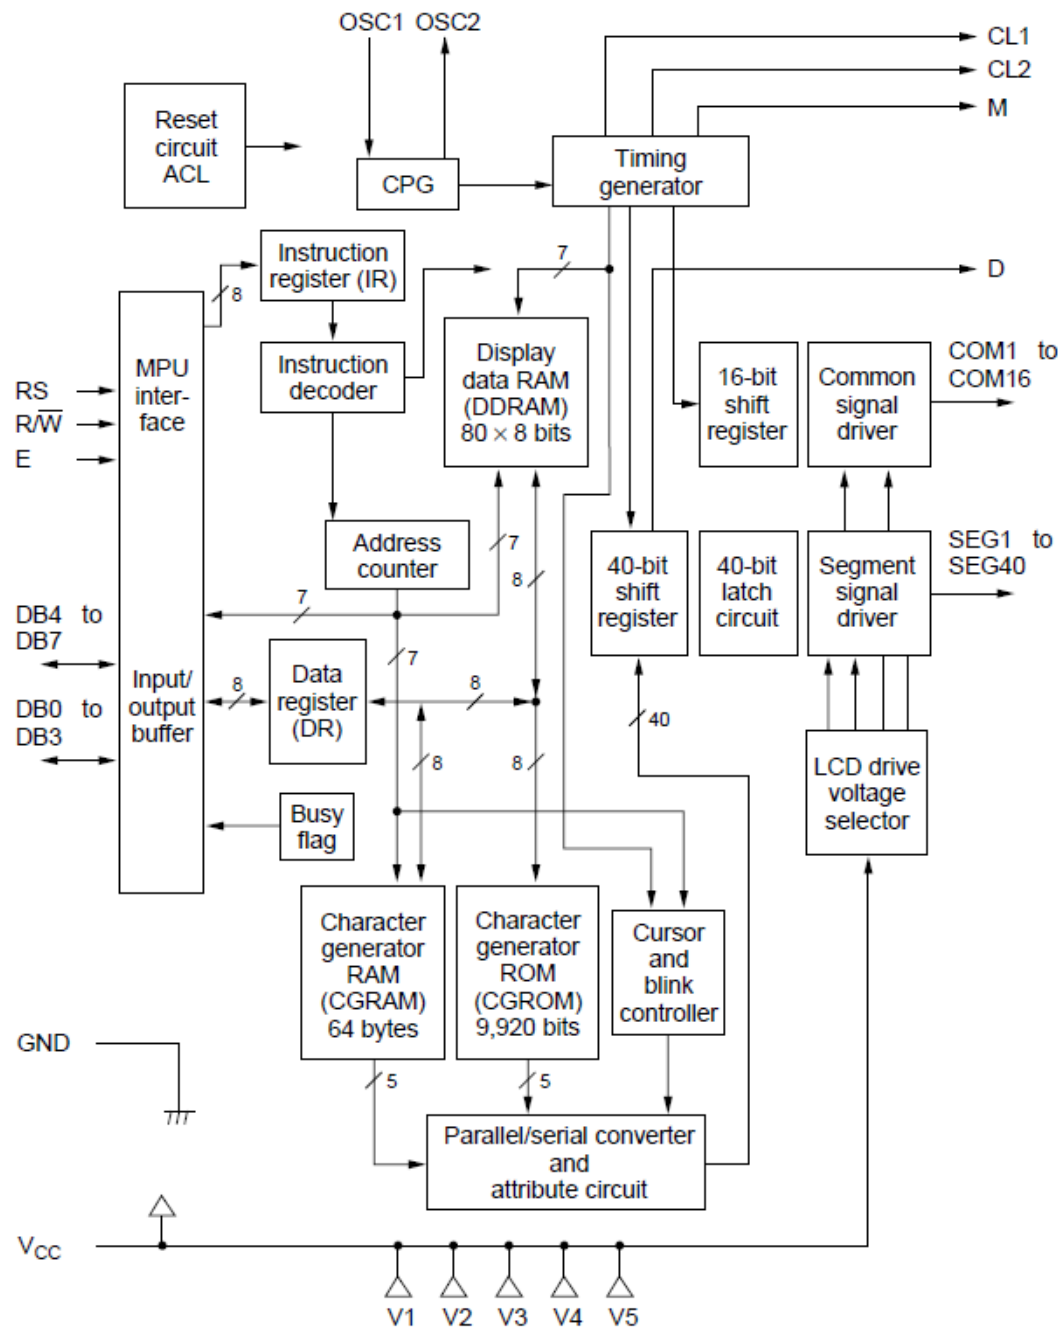 OSC1 OSC2
CL1
CL2
M
Reset
circuit
ACL
CPG
Timing
generator
Instruction
register (IR)
8
7
D
MPU
inter-
face
Instruction
decoder
Display
data RAM
(DDRAM)
80 × 8 bits
16-bit
shift
register
Common
signal
driver
COM1 to
COM16
RS
R/W̅
E
Address
counter
7
8
40-bit
shift
register
40-bit
latch
circuit
Segment
signal
driver
SEG1 to
SEG40
DB4 to
DB7
7
7
Input/
output
buffer
8
Data
register
(DR)
8
DB0 to
DB3
8
8
40
LCD drive
voltage
selector
Busy
flag
Character
generator
RAM
(CGRAM)
64 bytes
Character
generator
ROM
(CGROM)
9,920 bits
Cursor
and
blink
controller
GND
5
5
Parallel/serial converter
and
attribute circuit
VCC
V1 V2 V3 V4 V5